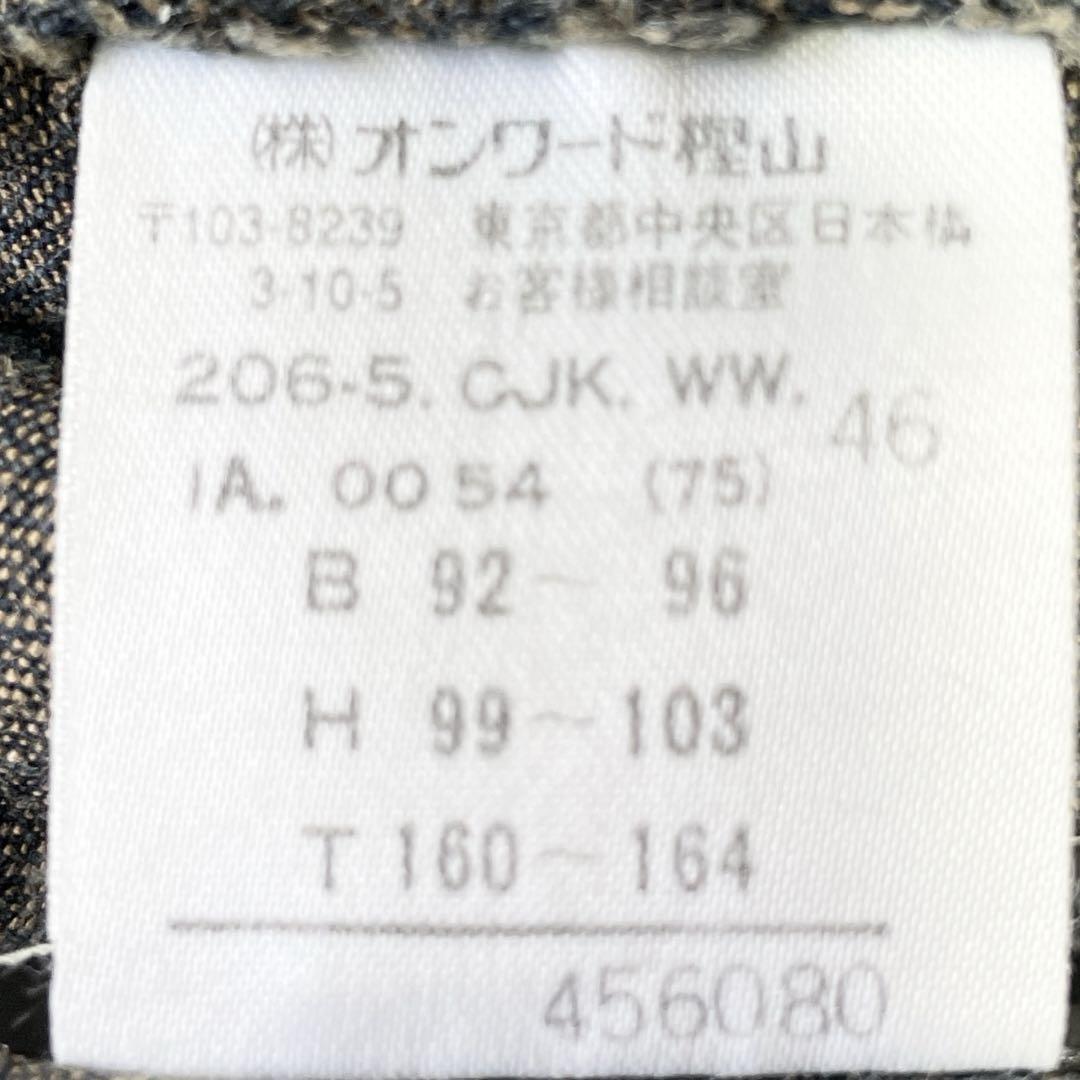 (株)オンワード樫山
〒103-8239 東京都中央区日本橋
3-10-5 お客様相談室
206-5. CJK. WW.
46
IA. 0054 (75)
B 92~ 96
H 99~103
T 160~164
456080